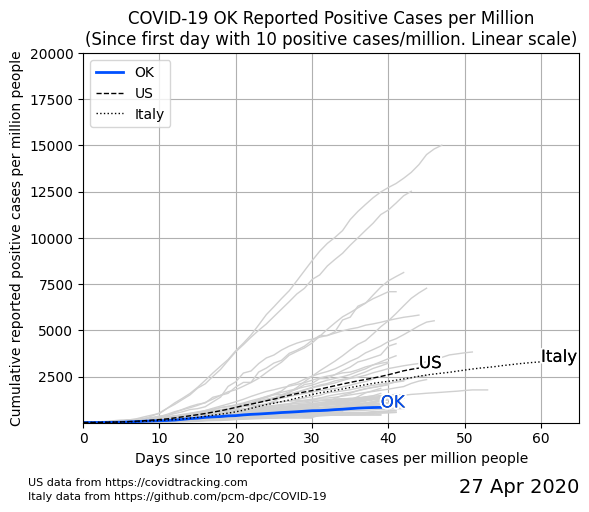 COVID-19 OK Reported Positive Cases per Million
(Since first day with 10 positive cases/million. Linear scale)
Cumulative reported positive cases per million people
20000
17500
15000
12500
10000
7500
5000
2500
OK
US
Italy
US
Italy
OK
0 10 20 30 40 50 60
Days since 10 reported positive cases per million people
US data from https://covidtracking.com
Italy data from https://github.com/pcm-dpc/COVID-19
27 Apr 2020